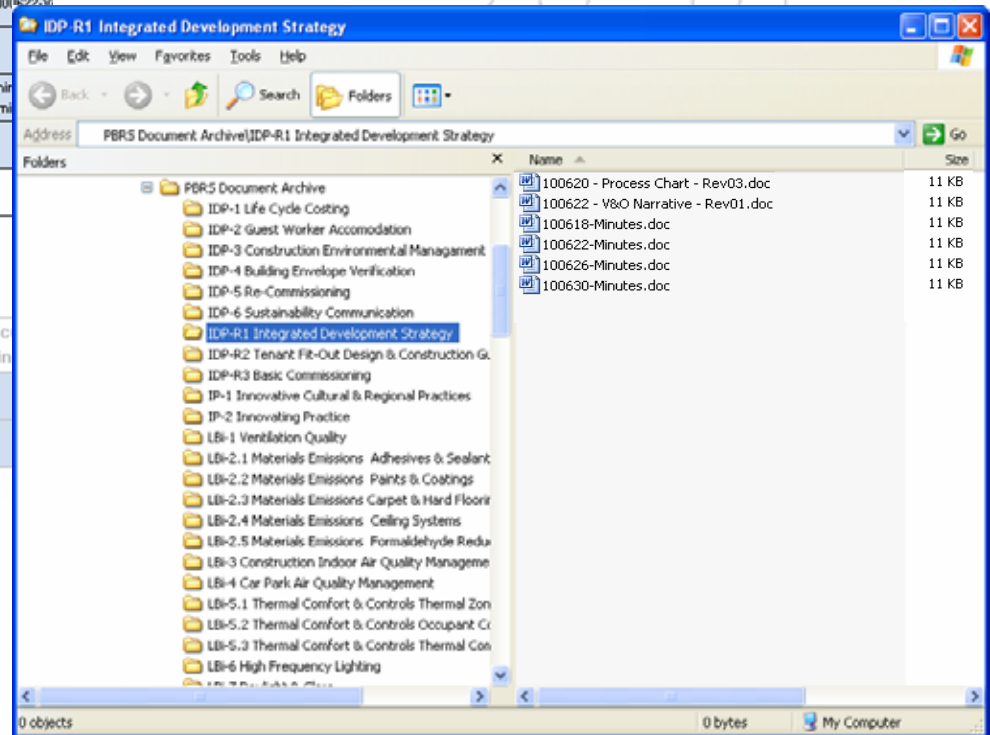 IDP-R1 Integrated Development Strategy
File Edit View Favorites Tools Help
Back Search Folders
Address PBRS Document Archive\IDP-R1 Integrated Development Strategy Go
Folders Name Size
PBRS Document Archive
IDP-1 Life Cycle Costing
IDP-2 Guest Worker Accomodation
IDP-3 Construction Environmental Managament
IDP-4 Building Envelope Verification
IDP-5 Re-Commissioning
IDP-6 Sustainability Communication
IDP-R1 Integrated Development Strategy
IDP-R2 Tenant Fit-Out Design & Construction
IDP-R3 Basic Commissioning
IP-1 Innovative Cultural & Regional Practices
IP-2 Innovating Practice
LBi-1 Ventilation Quality
LBi-2.1 Materials Emissions Adhesives & Sealant
LBi-2.2 Materials Emissions Paints & Coatings
LBi-2.3 Materials Emissions Carpet & Hard
LBi-2.4 Materials Emissions Ceiling Systems
LBi-2.5 Materials Emissions Formaldehyde
LBi-3 Construction Indoor Air Quality
LBi-4 Car Park Air Quality Management
LBi-5.1 Thermal Comfort & Controls Thermal Zon
LBi-5.2 Thermal Comfort & Controls Occupant
LBi-5.3 Thermal Comfort & Controls Thermal Con
LBi-6 High Frequency Lighting
100620 - Process Chart - Rev03.doc 11 KB
100622 - V&O Narrative - Rev01.doc 11 KB
100618-Minutes.doc 11 KB
100622-Minutes.doc 11 KB
100626-Minutes.doc 11 KB
100630-Minutes.doc 11 KB
0 objects 0 bytes My Computer